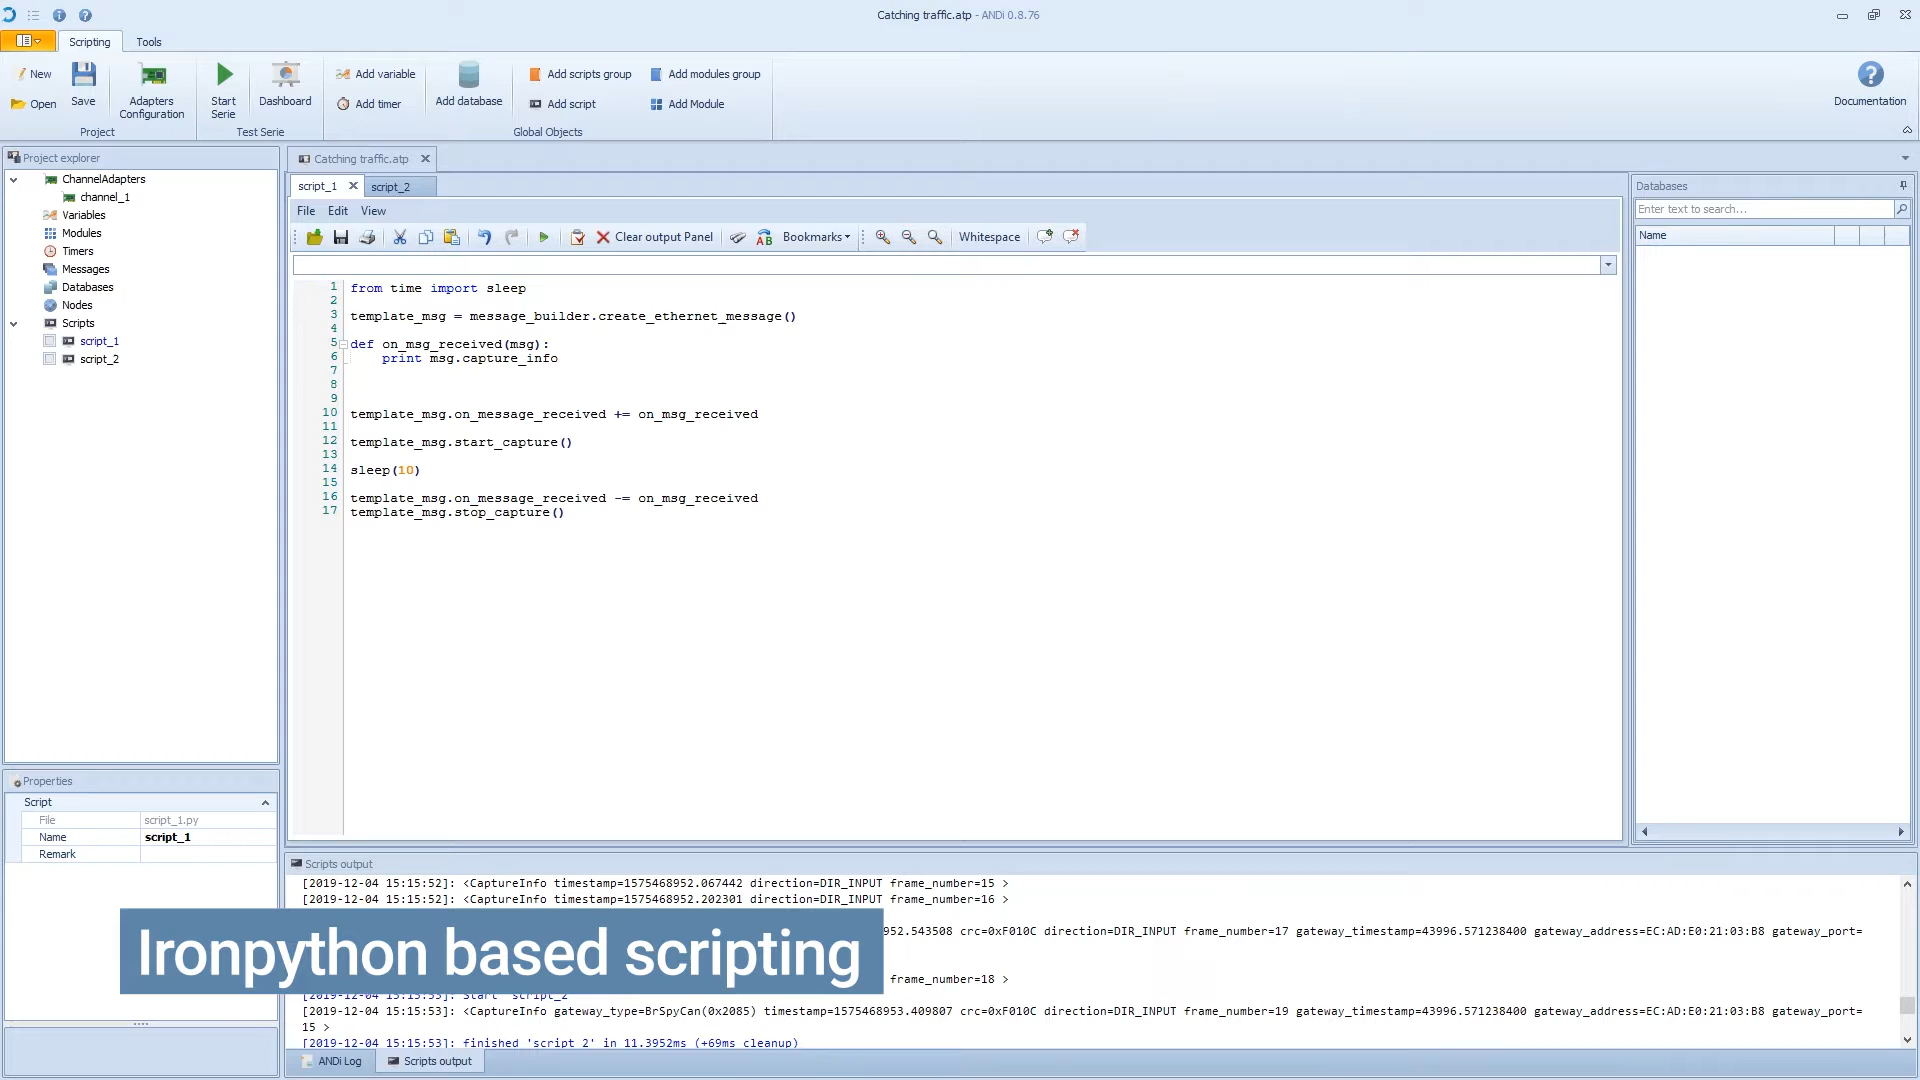 Catching traffic.atp - ANDi 0.8.76
Scripting
Tools
New
Open
Save
Adapters Configuration
Project
Start Serie
Dashboard
Test Serie
Add variable
Add timer
Add database
Add scripts group
Add script
Add modules group
Add Module
Global Objects
Documentation
Project explorer
ChannelAdapters
channel_1
Variables
Modules
Timers
Messages
Databases
Nodes
Scripts
script_1
script_2
Properties
Script
File script_1.py
Name script_1
Remark
Catching traffic.atp
script_1
script_2
File Edit View
Clear output Panel
Bookmarks
Whitespace
1 from time import sleep
2
3 template_msg = message_builder.create_ethernet_message()
4
5 def on_msg_received(msg):
6 print msg.capture_info
7
8
9
10 template_msg.on_message_received += on_msg_received
11
12 template_msg.start_capture()
13
14 sleep(10)
15
16 template_msg.on_message_received -= on_msg_received
17 template_msg.stop_capture()
Databases
Enter text to search...
Name
Scripts output
[2019-12-04 15:15:52]: <CaptureInfo timestamp=1575468952.067442 direction=DIR_INPUT frame_number=15 >
[2019-12-04 15:15:52]: <CaptureInfo timestamp=1575468952.202301 direction=DIR_INPUT frame_number=16 >
952.543508 crc=0xF010C direction=DIR_INPUT frame_number=17 gateway_timestamp=43996.571238400 gateway_address=EC:AD:E0:21:03:B8 gateway_port=
frame_number=18 >
[2019-12-04 15:15:53]: Start 'script_2'
[2019-12-04 15:15:53]: <CaptureInfo gateway_type=BrSpyCan(0x2085) timestamp=1575468953.409807 crc=0xF010C direction=DIR_INPUT frame_number=19 gateway_timestamp=43996.571238400 gateway_address=EC:AD:E0:21:03:B8 gateway_port=
15 >
[2019-12-04 15:15:53]: finished 'script_2' in 11.3952ms (+69ms cleanup)
Ironpython based scripting
ANDi Log
Scripts output